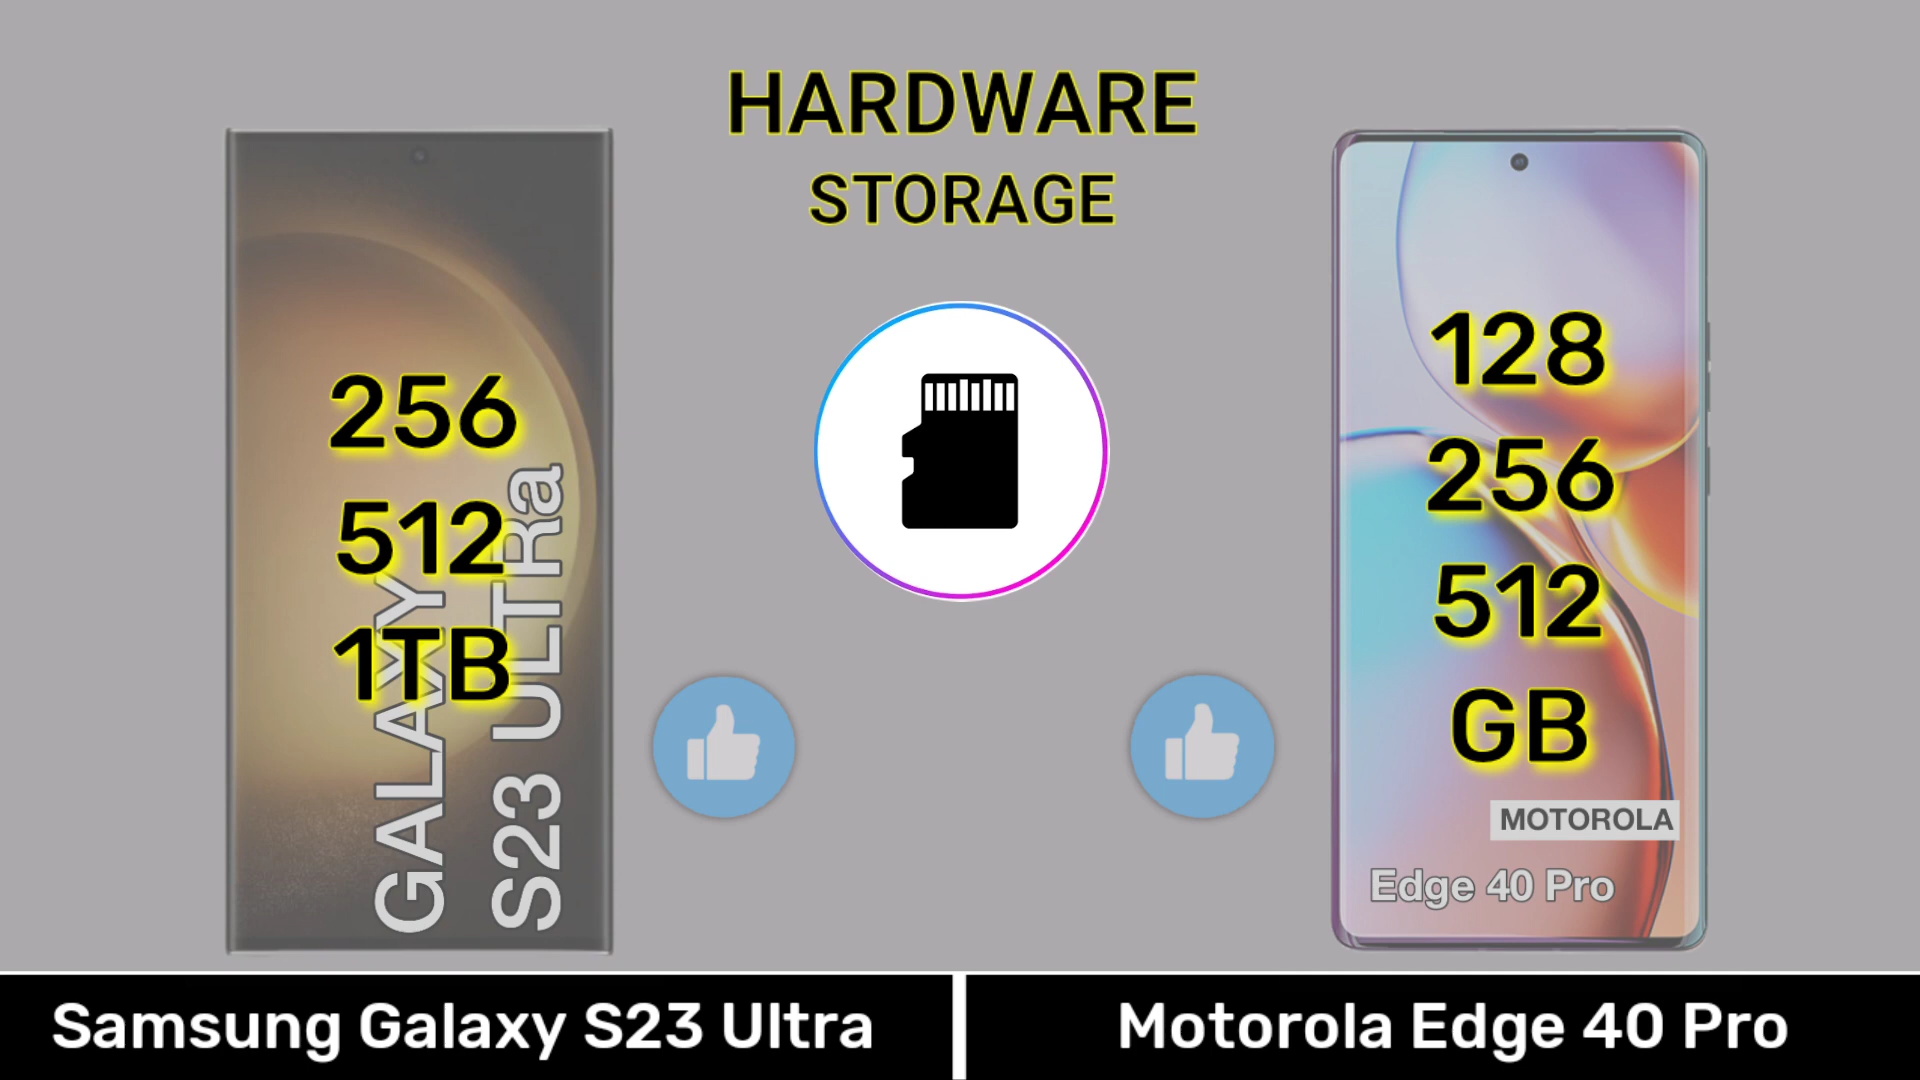 HARDWARE
STORAGE
256
512
1TB
GALAXY
S23 ULTRa
128
256
512
GB
MOTOROLA
Edge 40 Pro
Samsung Galaxy S23 Ultra
Motorola Edge 40 Pro